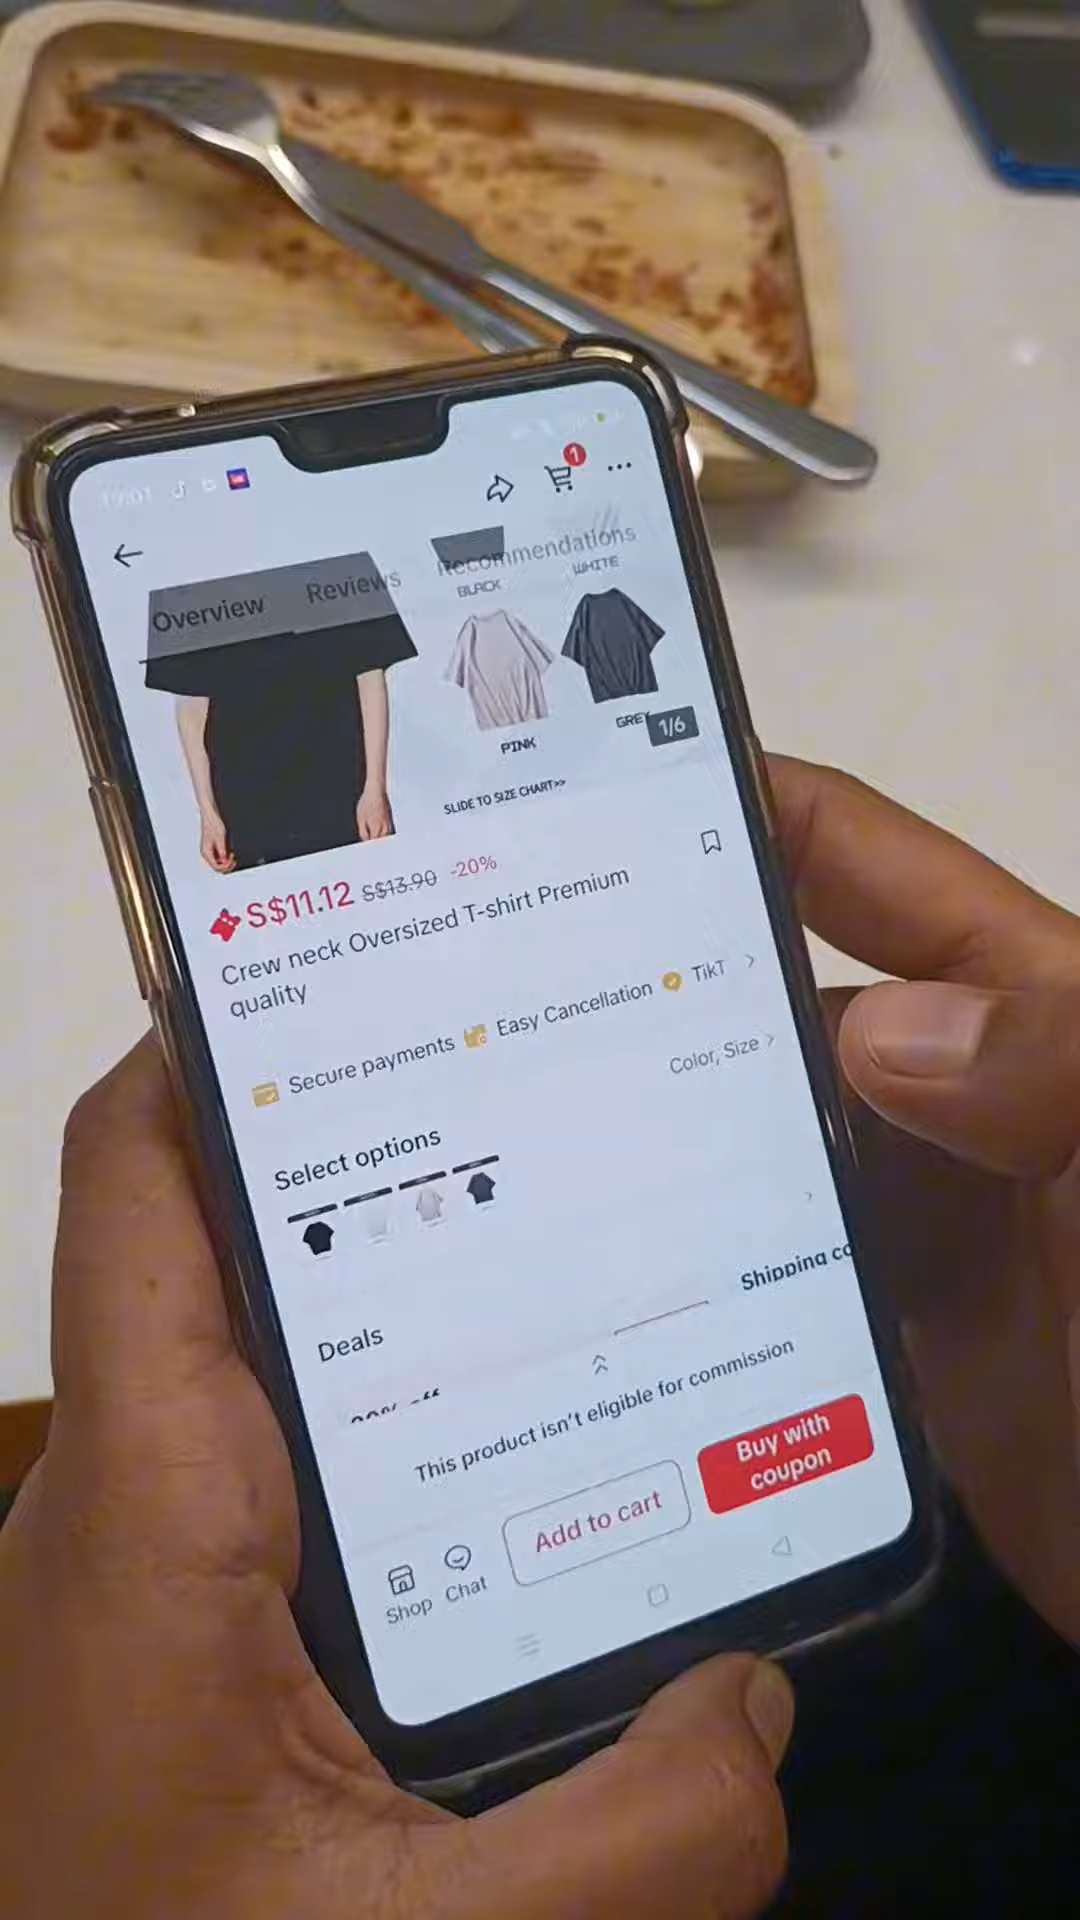 Overview
Reviews
Recommendations
1
BLACK
WHITE
PINK
GREY
1/6
SLIDE TO SIZE CHART>>
S$11.12 S$13.90 -20%
Crew neck Oversized T-shirt Premium
quality
Secure payments Easy Cancellation TikT >
Color, Size >
Select options
Shipping co
Deals
This product isn't eligible for commission
Shop
Chat
Add to cart
Buy with
coupon